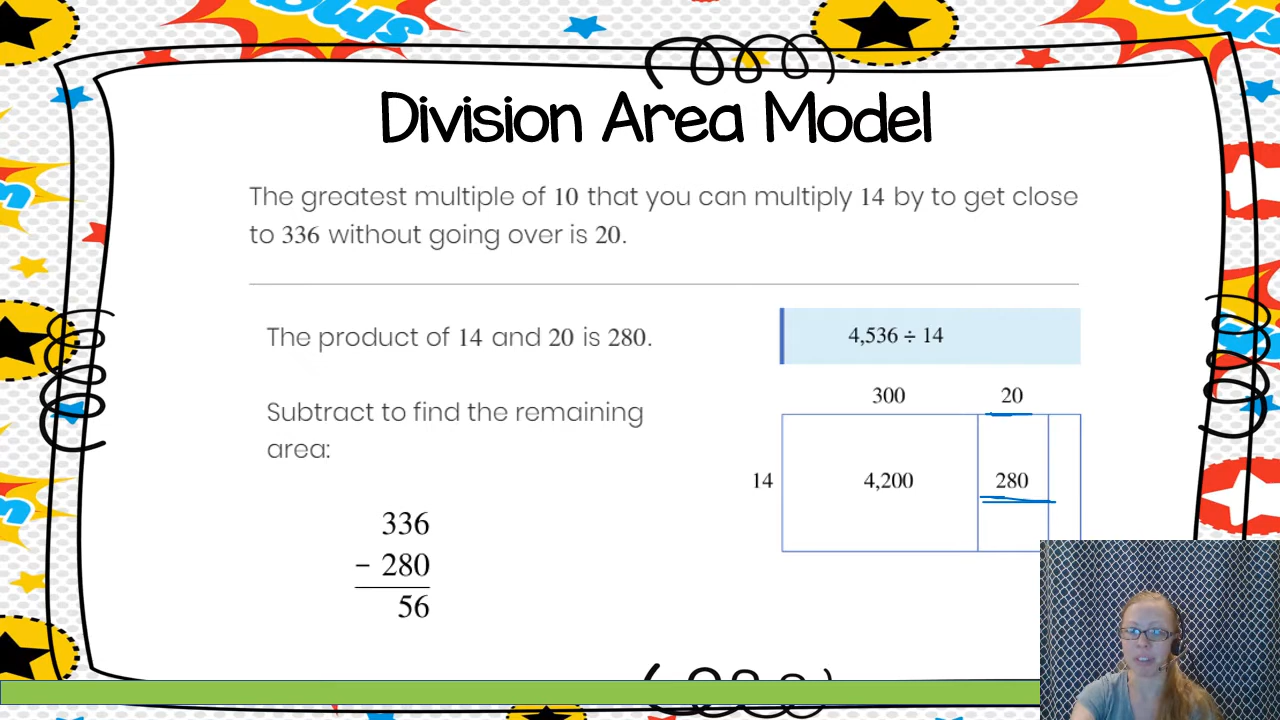 Division Area Model
The greatest multiple of 10 that you can multiply 14 by to get close
to 336 without going over is 20.
The product of 14 and 20 is 280.
4,536 ÷ 14
300 20
Subtract to find the remaining
area:
14 4,200 280
336
− 280
56